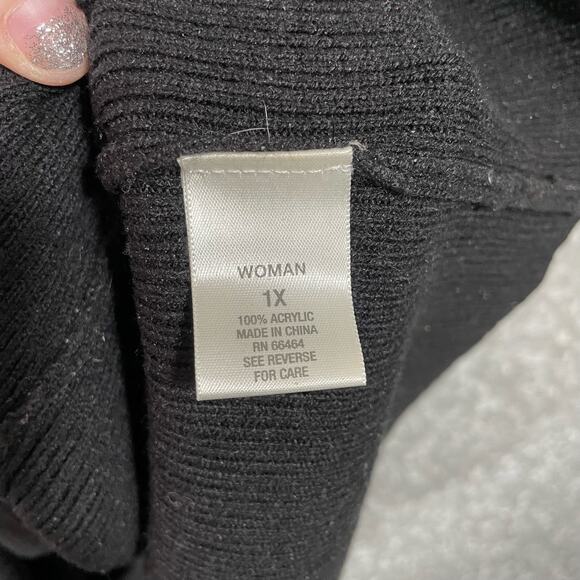 WOMAN
1X
100% ACRYLIC
MADE IN CHINA
RN 66464
SEE REVERSE
FOR CARE